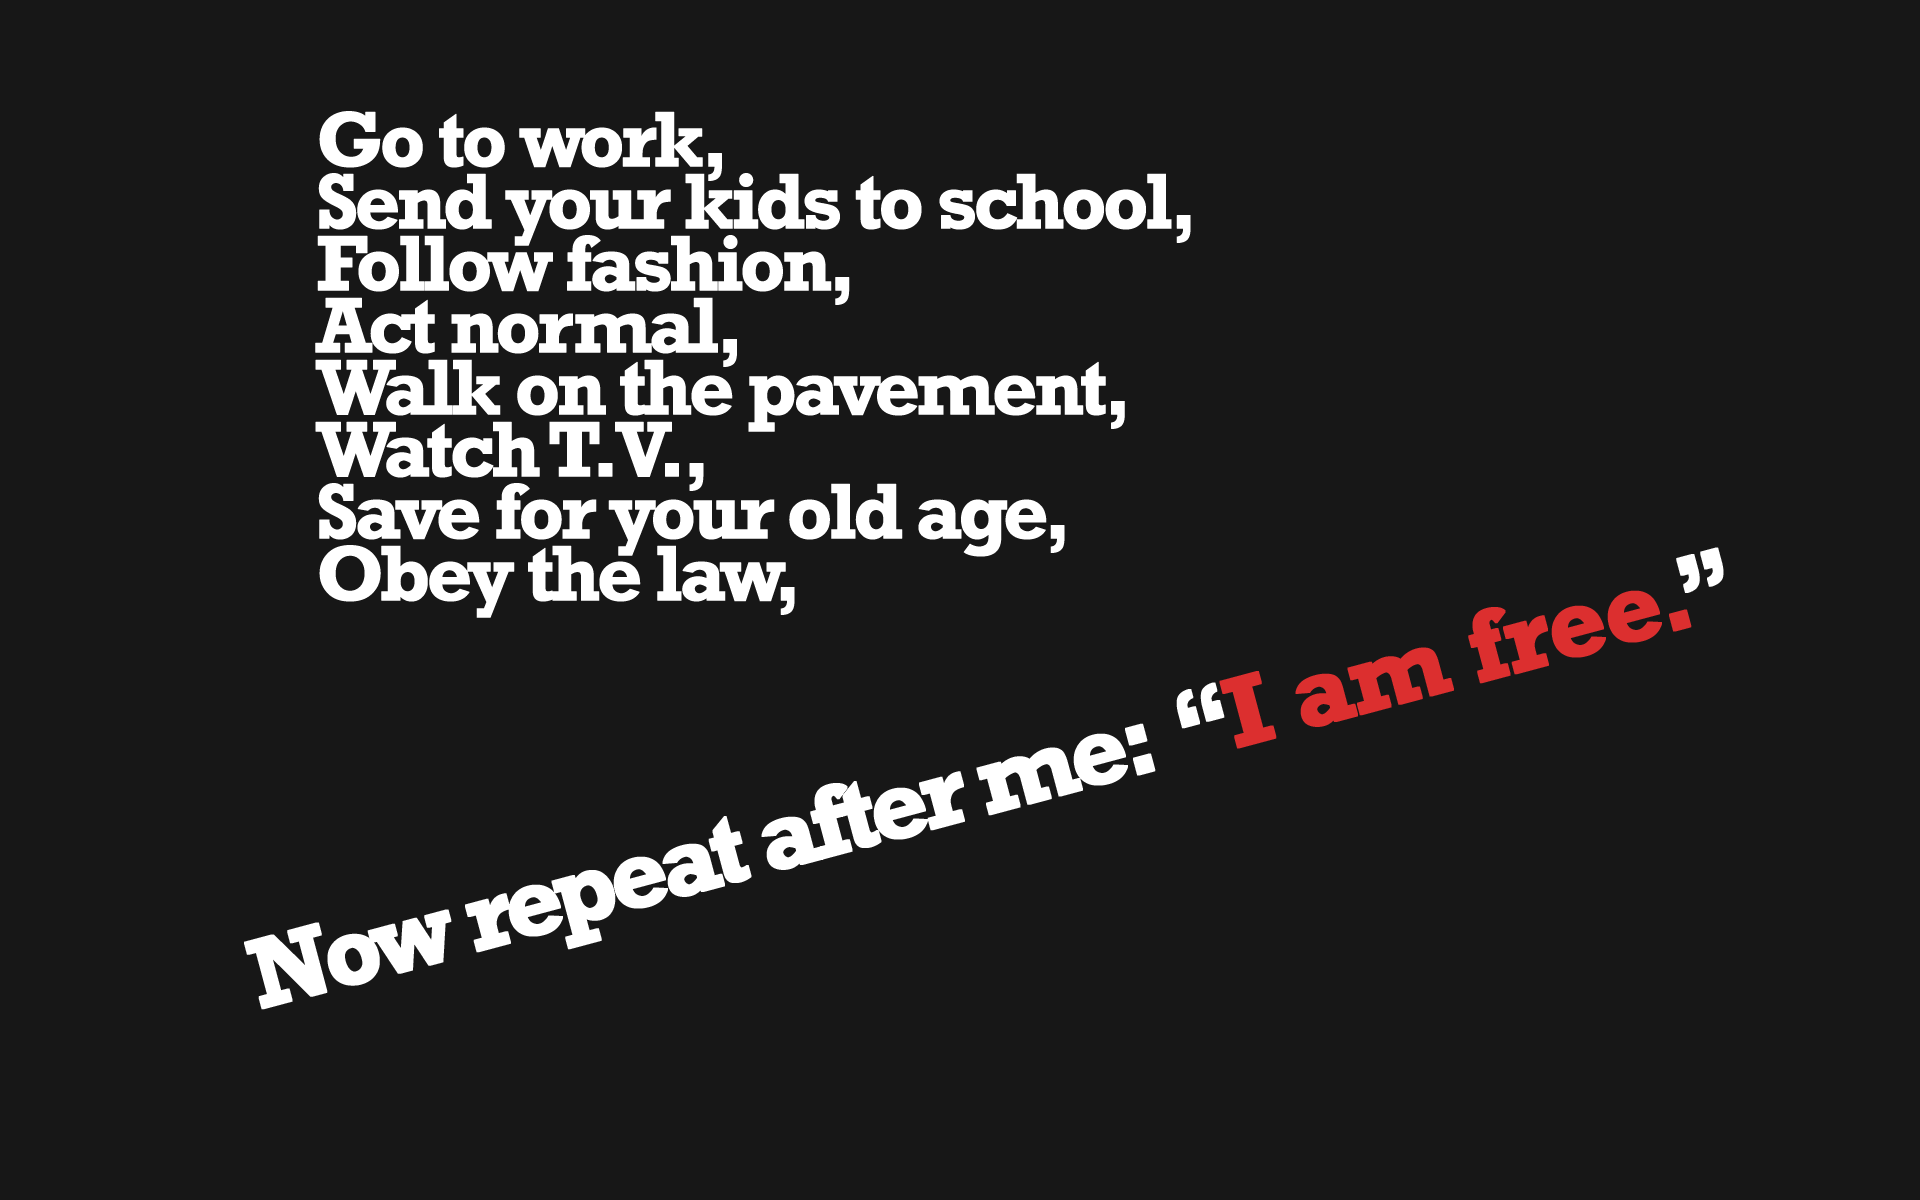 Go to work,
Send your kids to school,
Follow fashion,
Act normal,
Walk on the pavement,
Watch T.V.,
Save for your old age,
Obey the law,
Now repeat after me: “I am free.”